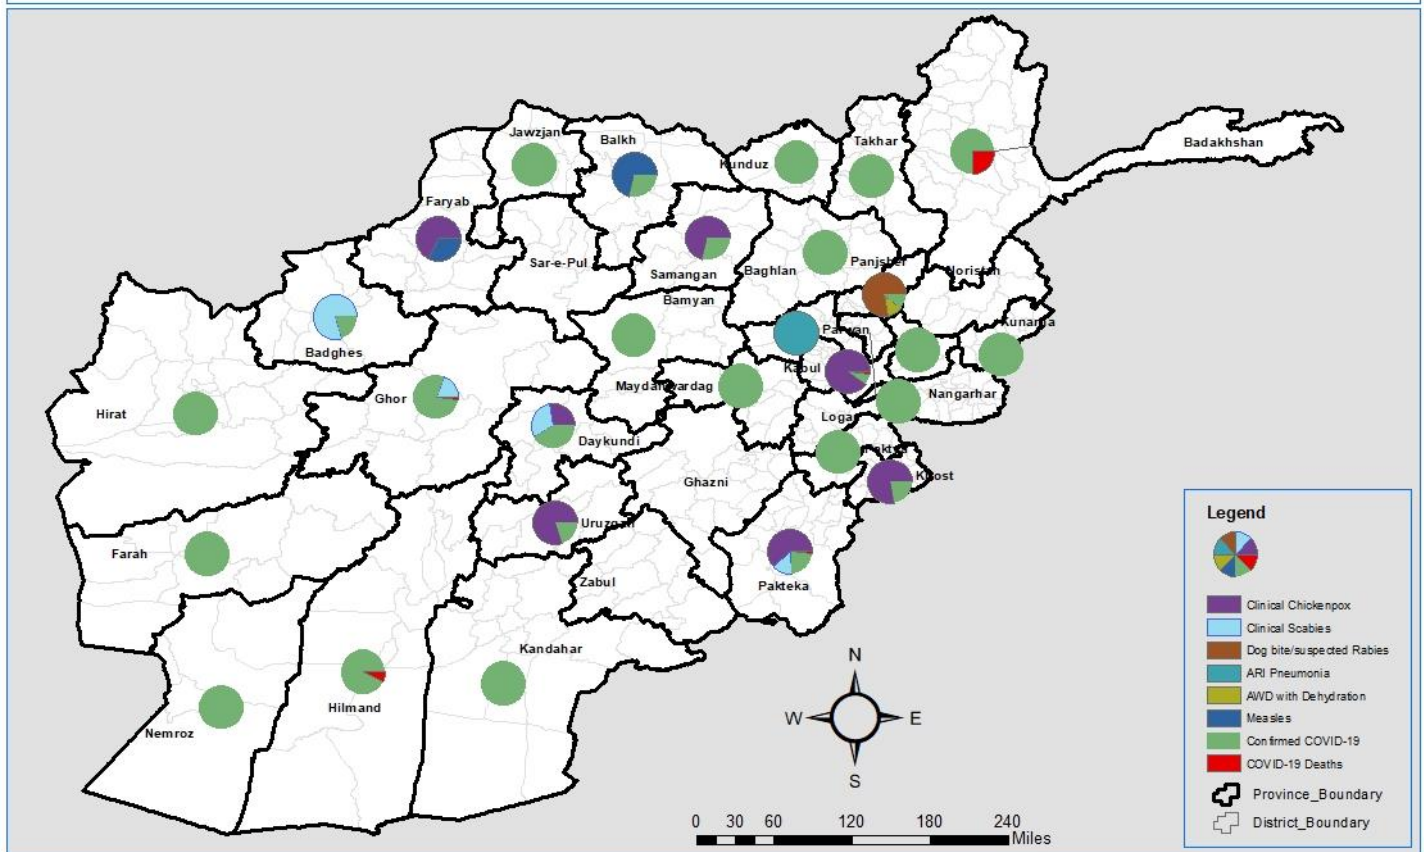 Jawzjan
Balkh
Kunduz
Takhar
Badakhshan
Faryab
Sar-e-Pul
Samangan
Baghlan
Panjsher
Noristan
Bamyan
Badghes
Parwan
Kunarha
Kabul
Maydanwardag
Ghor
Hirat
Nangarhar
Logar
Daykundi
Paktya
Khost
Ghazni
Uruzgan
Farah
Zabul
Pakteka
Kandahar
Hilmand
Nemroz
N
W
E
S
0 30 60 120 180 240
Miles
Legend
Clinical Chickenpox
Clinical Scabies
Dog bite/suspected Rabies
ARI Pneumonia
AWD with Dehydration
Measles
Confirmed COVID-19
COVID-19 Deaths
Province_Boundary
District_Boundary